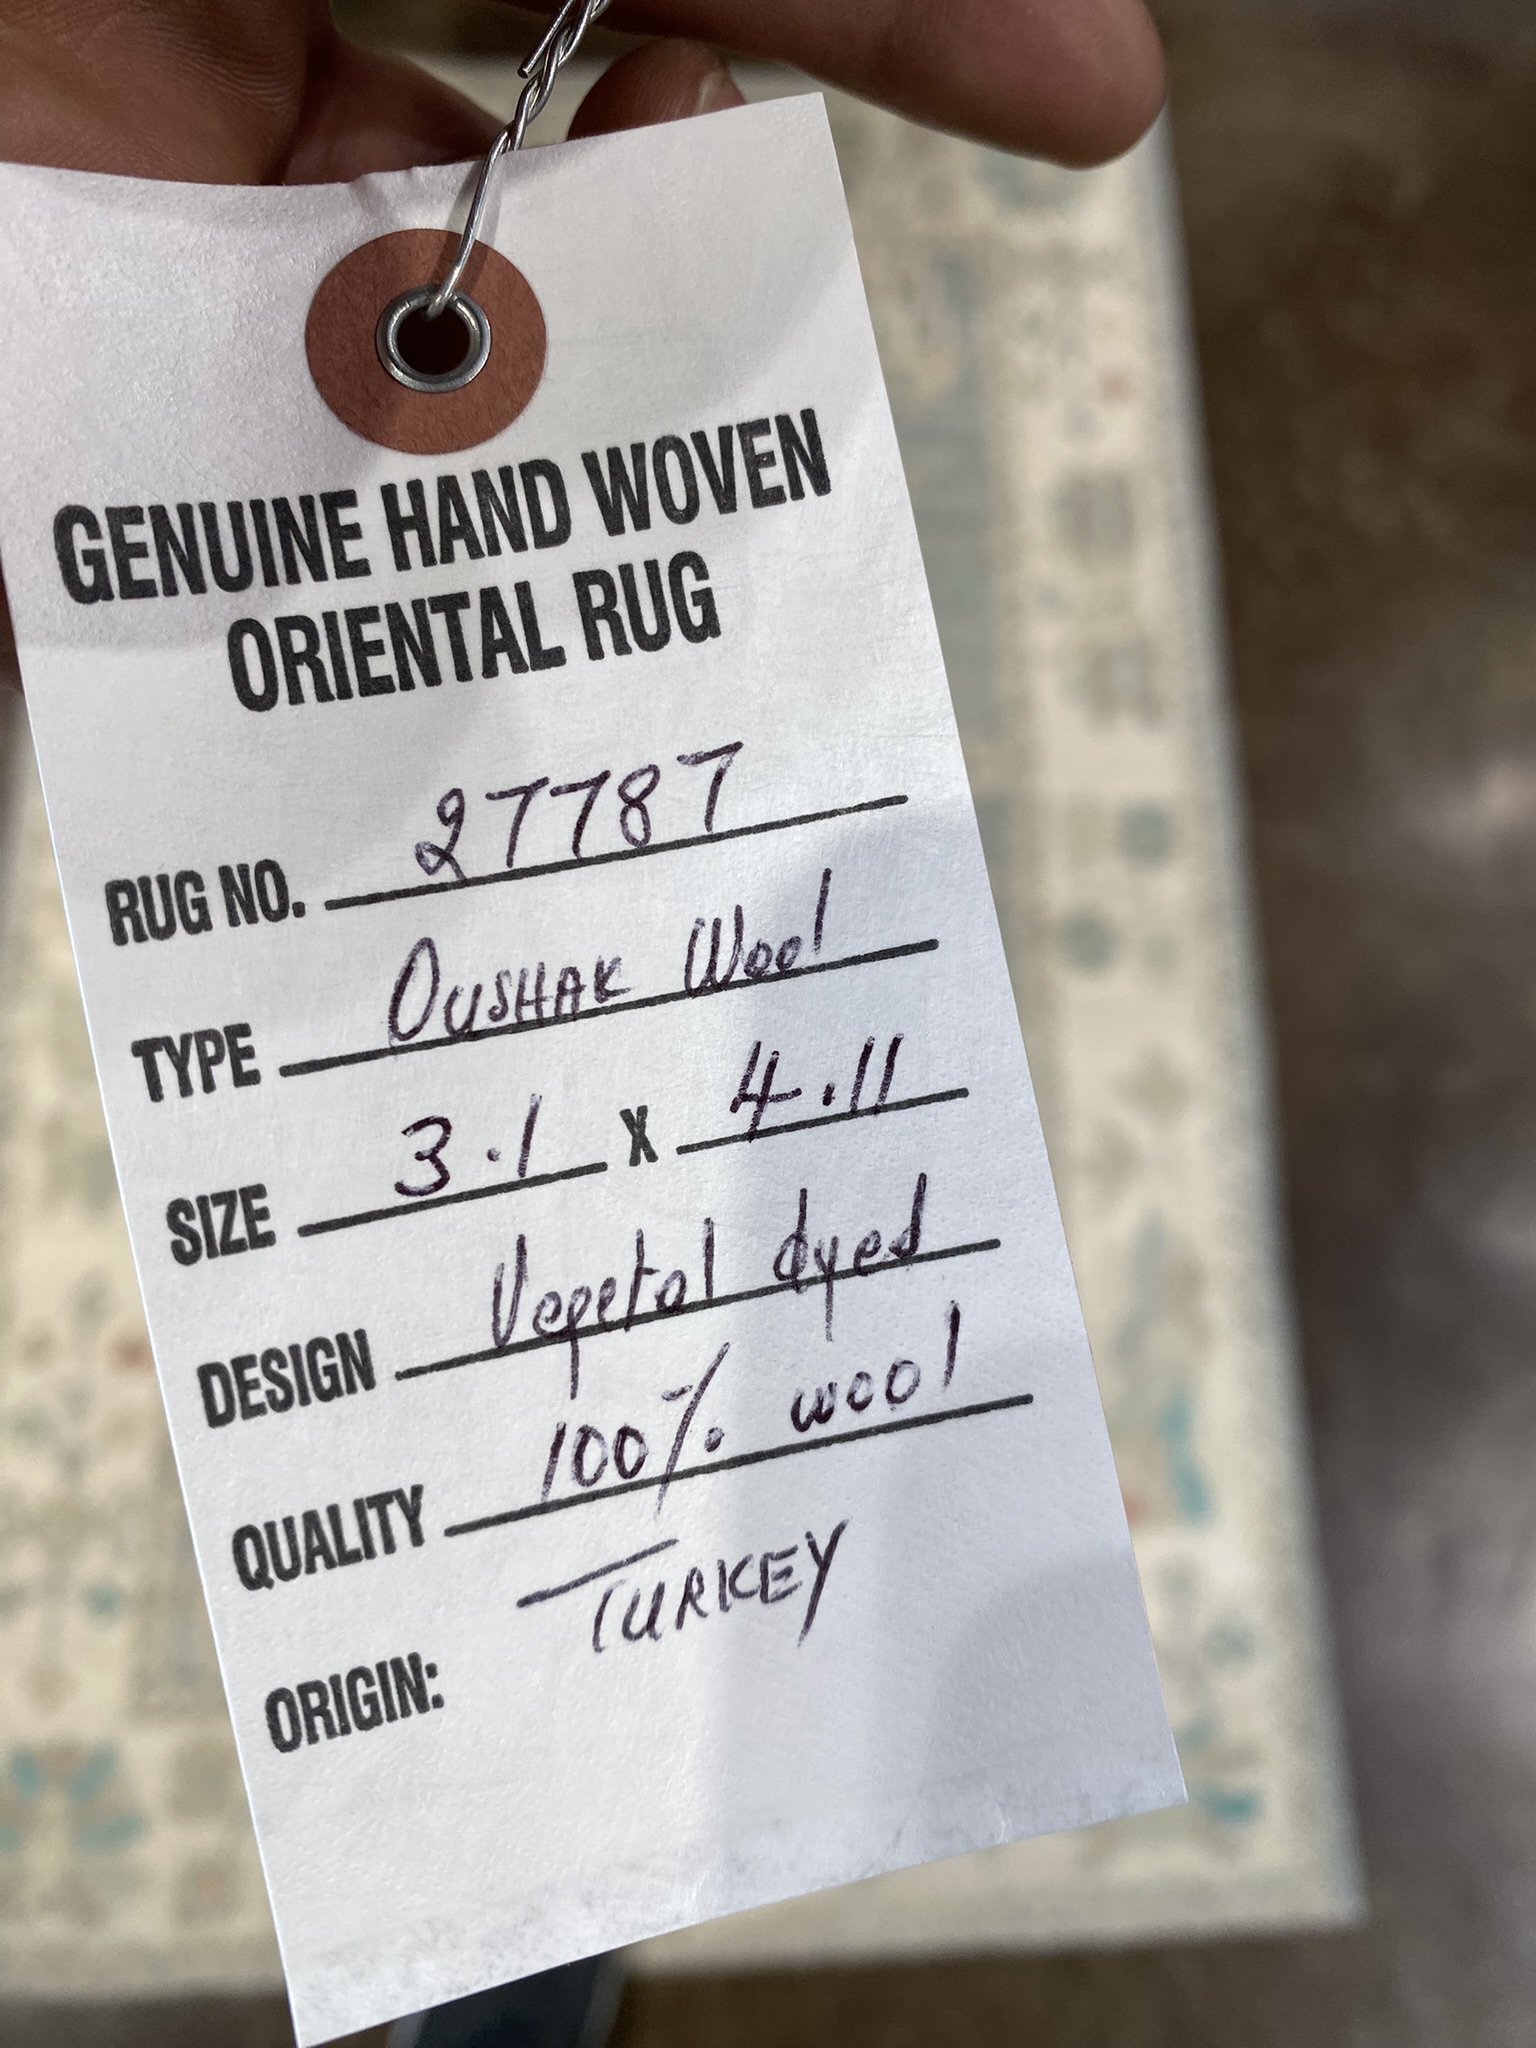 GENUINE HAND WOVEN
ORIENTAL RUG
RUG NO. 27787
TYPE OUSHAK Wool
SIZE 3.1 X 4.11
DESIGN Vegetal dyed
QUALITY 100% wool
ORIGIN: TURKEY